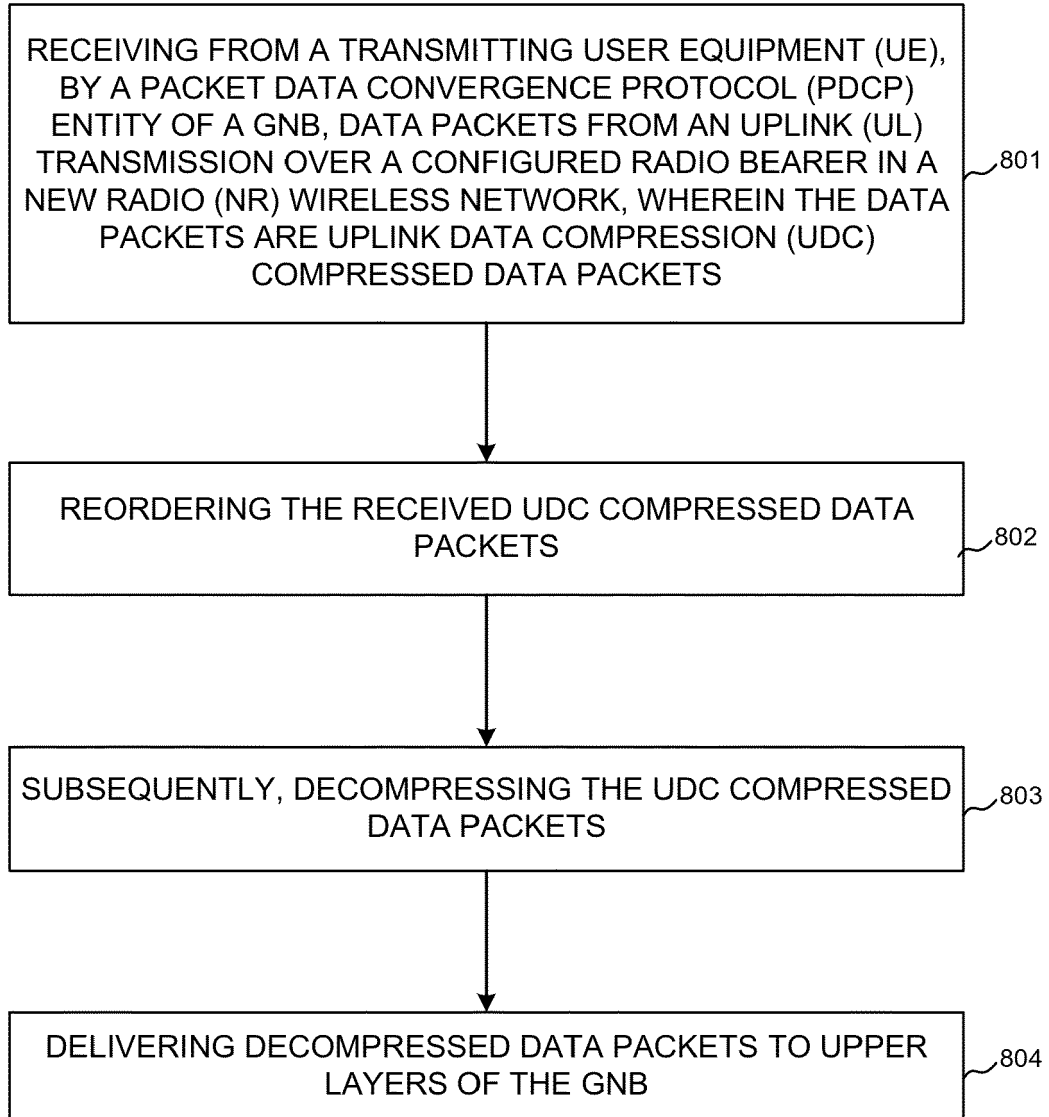 RECEIVING FROM A TRANSMITTING USER EQUIPMENT (UE),
BY A PACKET DATA CONVERGENCE PROTOCOL (PDCP)
ENTITY OF A GNB, DATA PACKETS FROM AN UPLINK (UL)
TRANSMISSION OVER A CONFIGURED RADIO BEARER IN A
NEW RADIO (NR) WIRELESS NETWORK, WHEREIN THE DATA
PACKETS ARE UPLINK DATA COMPRESSION (UDC)
COMPRESSED DATA PACKETS
801
REORDERING THE RECEIVED UDC COMPRESSED DATA
PACKETS
802
SUBSEQUENTLY, DECOMPRESSING THE UDC COMPRESSED
DATA PACKETS
803
DELIVERING DECOMPRESSED DATA PACKETS TO UPPER
LAYERS OF THE GNB
804